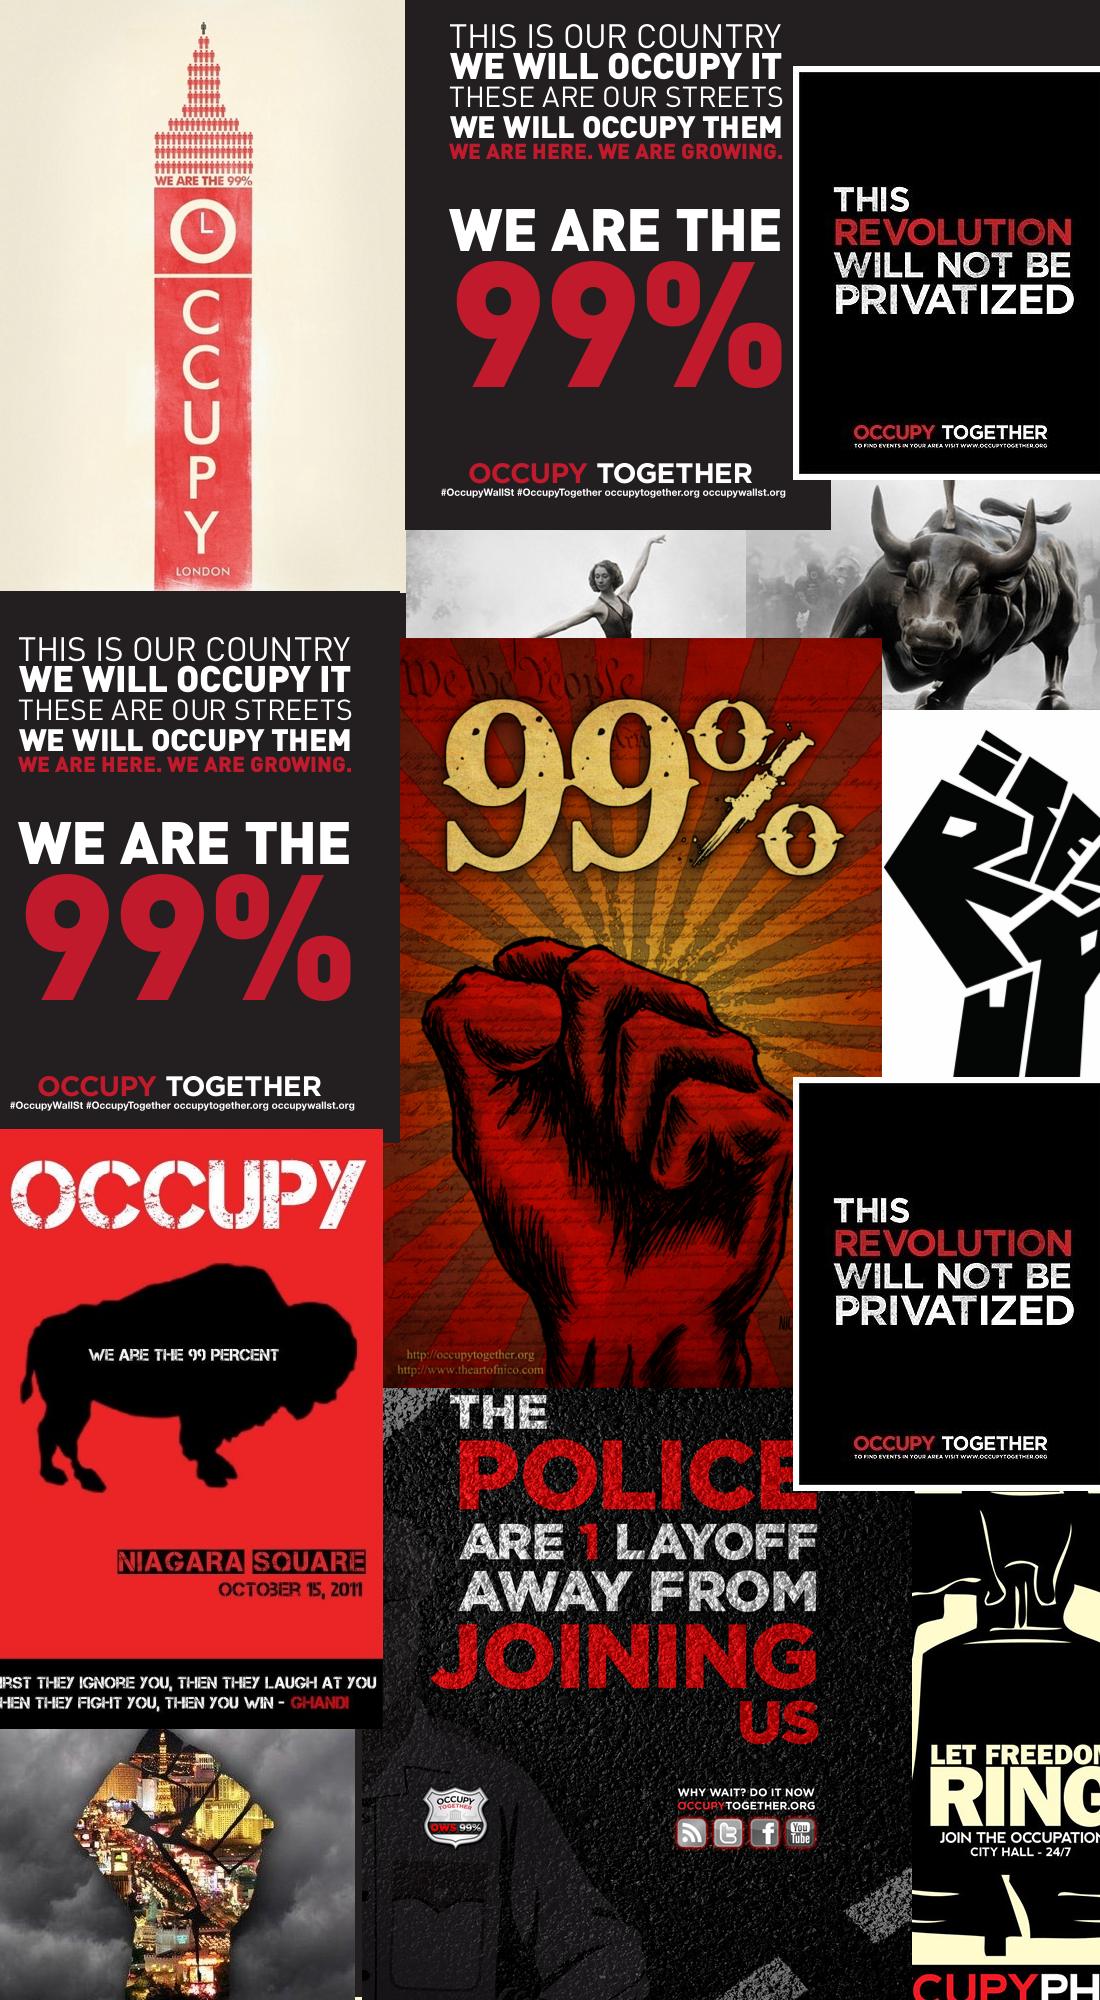 WE ARE THE 99%
OCCUPY
LONDON
THIS IS OUR COUNTRY
WE WILL OCCUPY IT
THESE ARE OUR STREETS
WE WILL OCCUPY THEM
WE ARE HERE. WE ARE GROWING.
WE ARE THE
99%
OCCUPY TOGETHER
#OccupyWallSt #OccupyTogether occupytogether.org occupywallst.org
THIS
REVOLUTION
WILL NOT BE
PRIVATIZED
OCCUPY TOGETHER
TO FIND EVENTS IN YOUR AREA VISIT WWW.OCCUPYTOGETHER.ORG
THIS IS OUR COUNTRY
WE WILL OCCUPY IT
THESE ARE OUR STREETS
WE WILL OCCUPY THEM
WE ARE HERE. WE ARE GROWING.
WE ARE THE
99%
OCCUPY TOGETHER
#OccupyWallSt #OccupyTogether occupytogether.org occupywallst.org
We the People
99%
http://occupytogether.org
http://www.theartofnico.com
THIS
REVOLUTION
WILL NOT BE
PRIVATIZED
OCCUPY TOGETHER
TO FIND EVENTS IN YOUR AREA VISIT WWW.OCCUPYTOGETHER.ORG
OCCUPY
WE ARE THE 99 PERCENT
NIAGARA SQUARE
OCTOBER 15, 2011
IRST THEY IGNORE YOU, THEN THEY LAUGH AT YOU
HEN THEY FIGHT YOU, THEN YOU WIN - GHANDI
THE
POLICE
ARE 1 LAYOFF
AWAY FROM
JOINING
US
OCCUPY
TOGETHER
OWS 99%
WHY WAIT? DO IT NOW
OCCUPYTOGETHER.ORG
You
Tube
LET FREEDOM
RING
JOIN THE OCCUPATION
CITY HALL - 24/7
CUPYPH